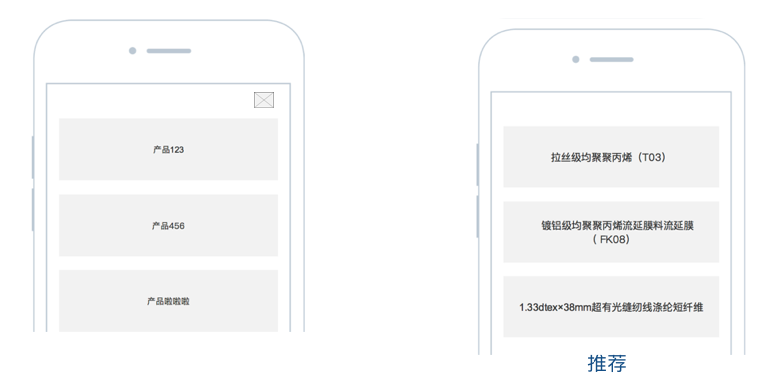 产品123
产品456
产品啦啦啦
拉丝级均聚聚丙烯（T03）
镀铝级均聚聚丙烯流延膜料流延膜
（ FK08）
1.33dtex×38mm超有光缝纫线涤纶短纤维
推荐